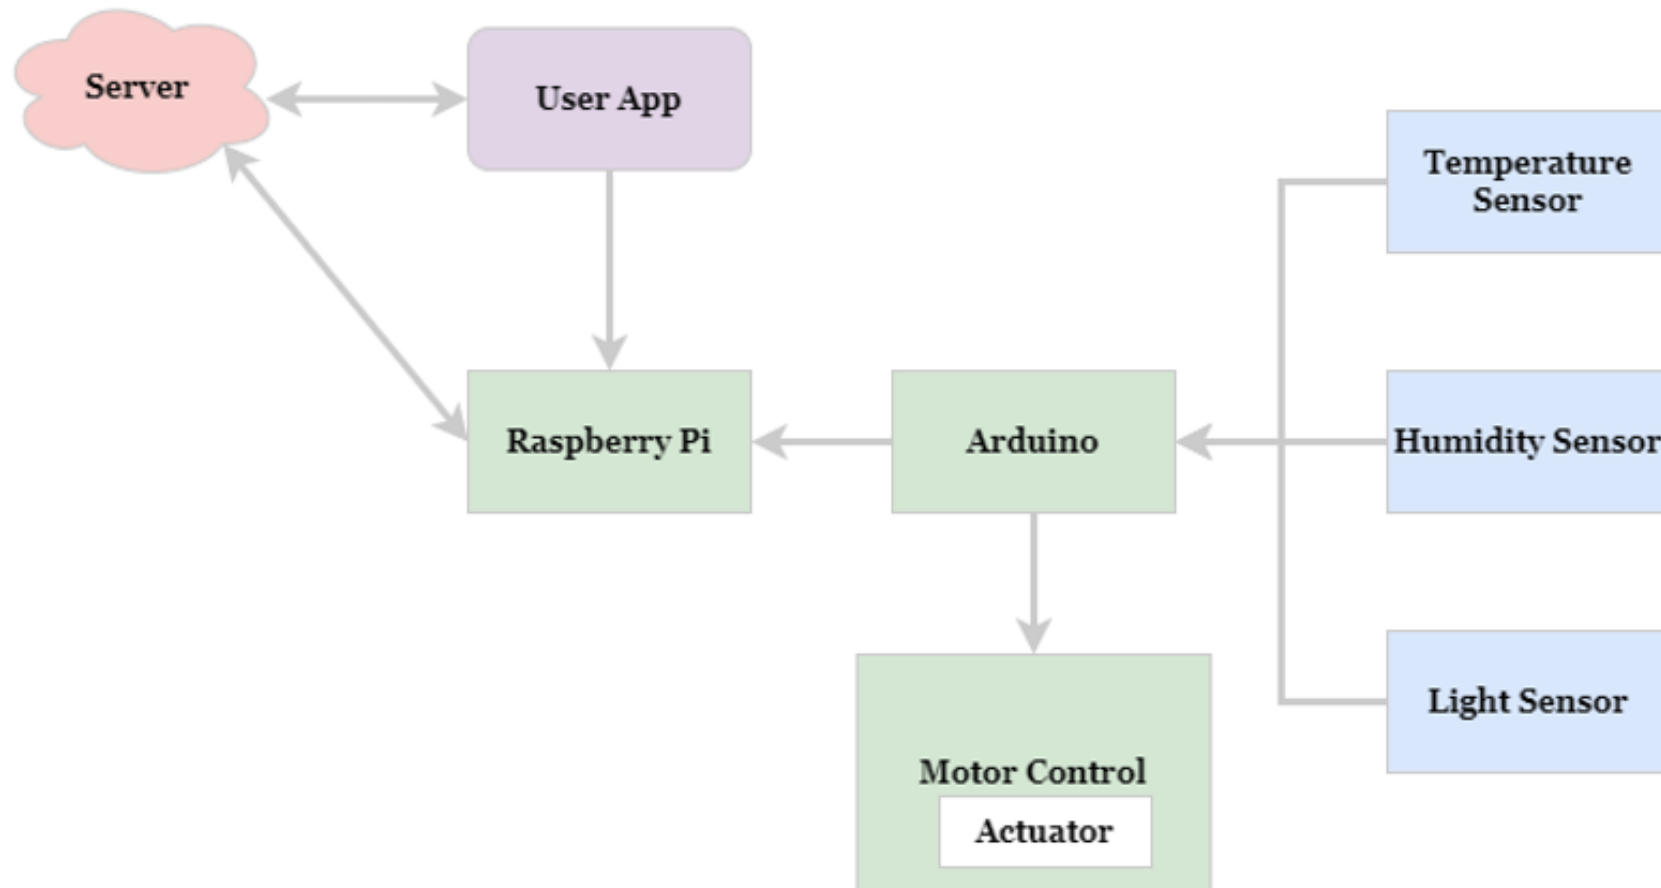 Server
User App
Temperature
Sensor
Raspberry Pi
Arduino
Humidity Sensor
Light Sensor
Motor Control
Actuator